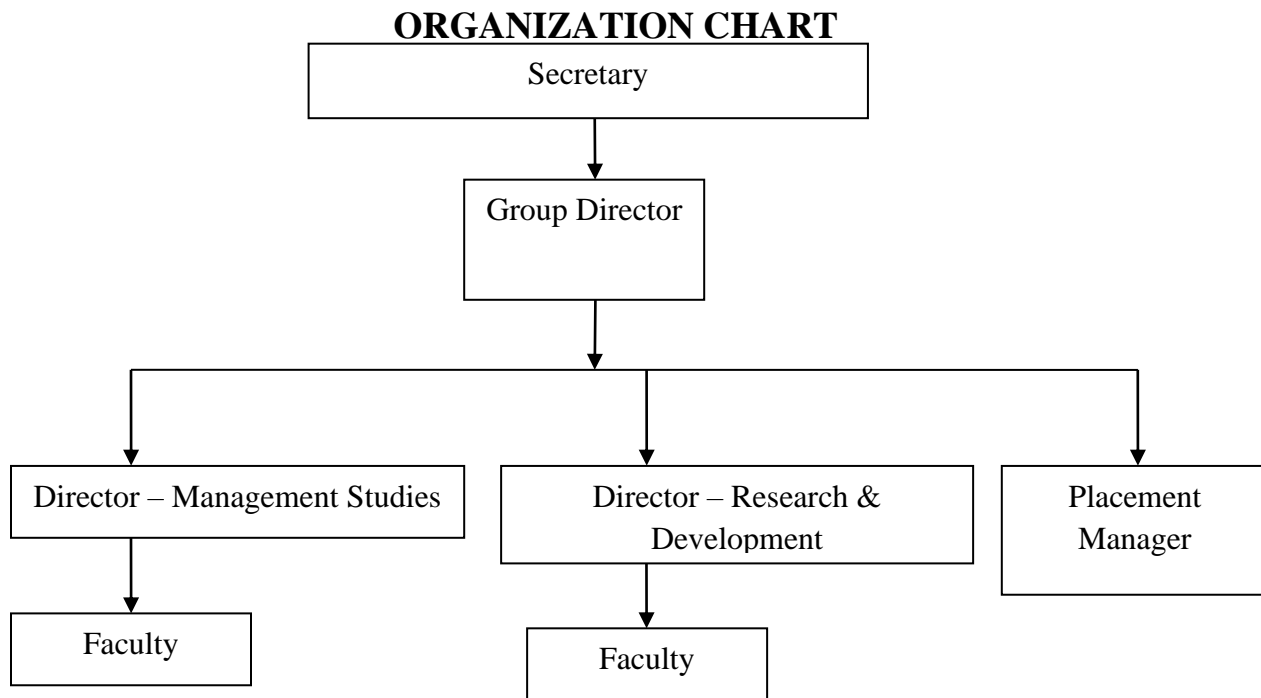 ORGANIZATION CHART
Secretary
Group Director
Director – Management Studies
Director – Research &
Development
Placement
Manager
Faculty
Faculty